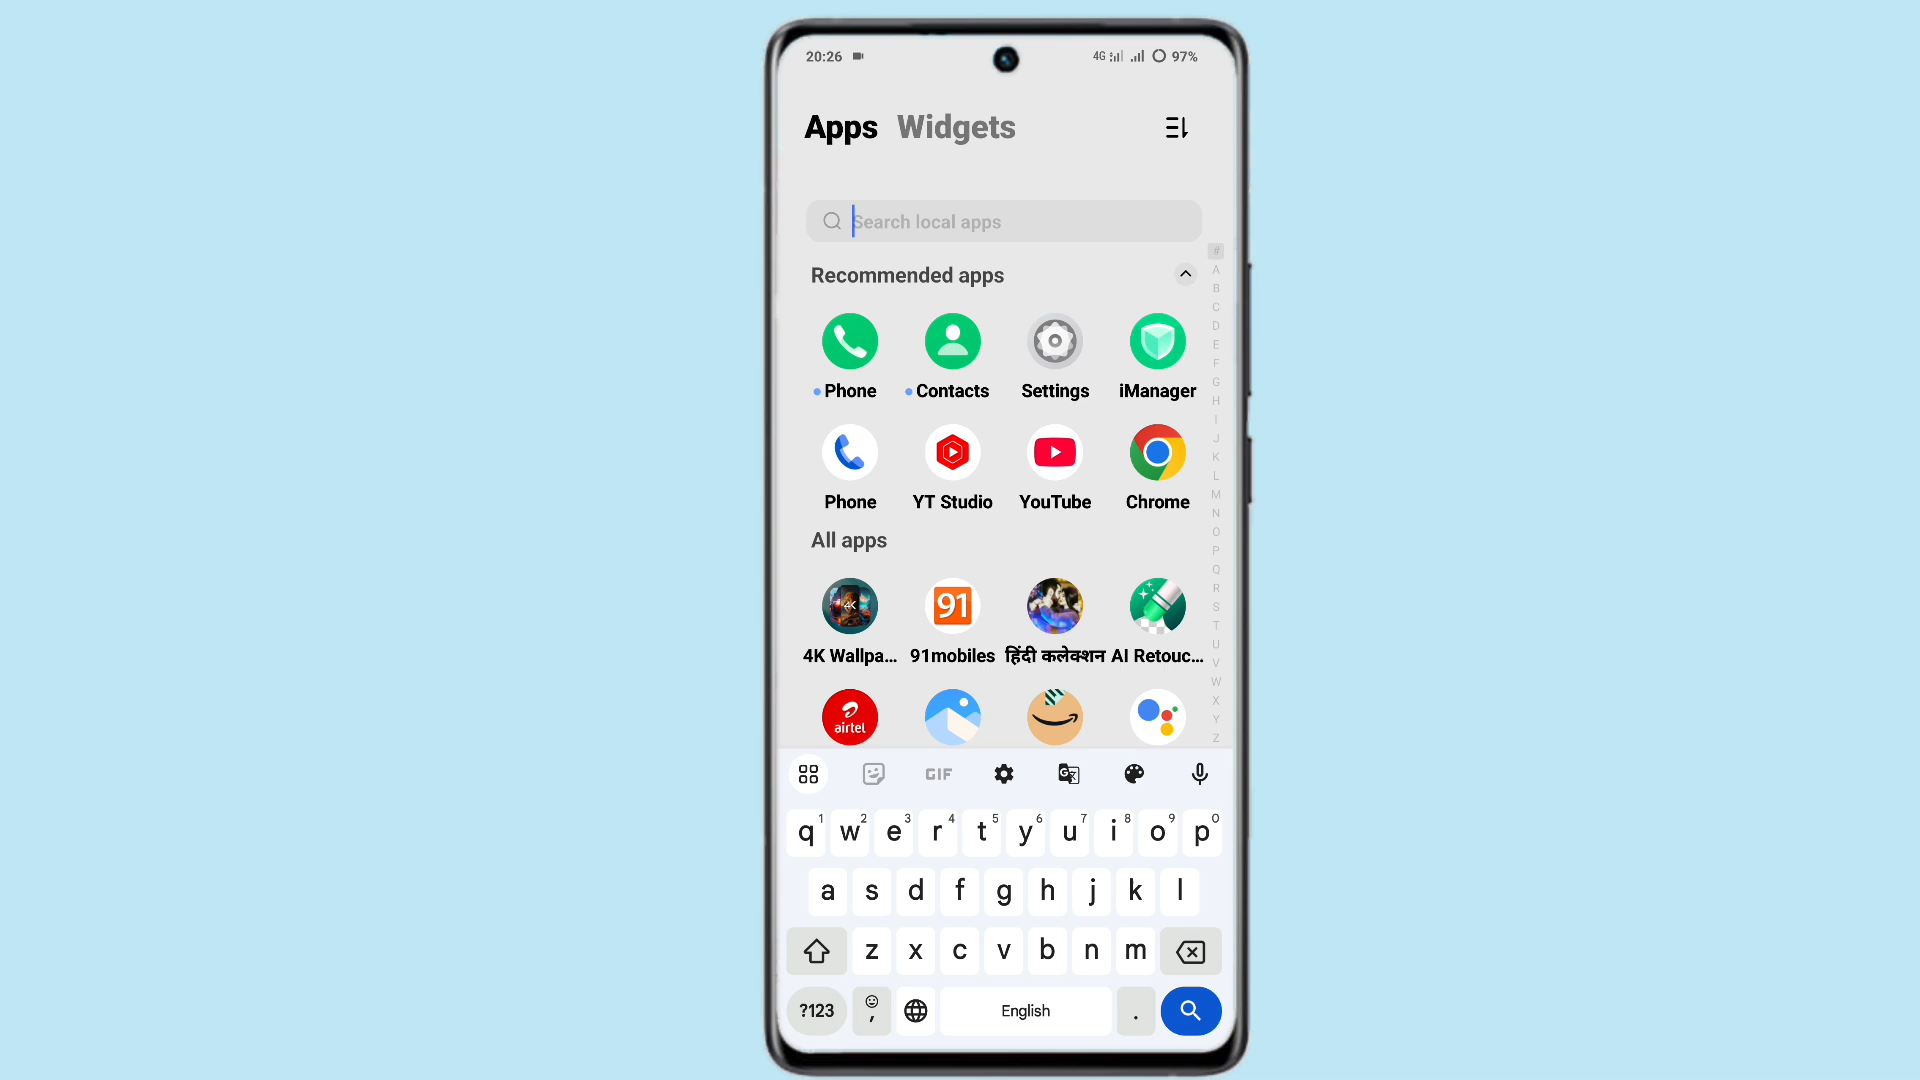 20:26 4G 97%
Apps Widgets
Search local apps
#
Recommended apps
A
B
C
D
E
F
G
H
I
J
K
L
M
N
O
P
Q
R
S
T
U
V
W
X
Y
Z
Phone Contacts Settings iManager
Phone YT Studio YouTube Chrome
All apps
4K
91
4K Wallpa... 91mobiles हिंदी कलेक्शन AI Retouc...
airtel
GIF
q1 w2 e3 r4 t5 y6 u7 i8 o9 p0
a s d f g h j k l
z x c v b n m
?123 , English .